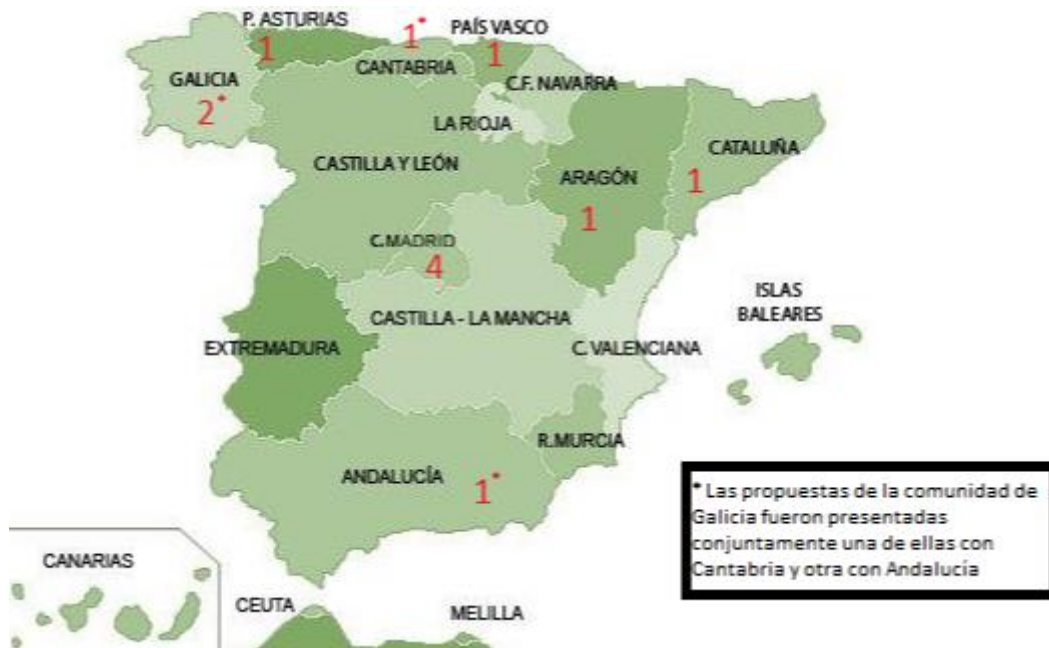 P. ASTURIAS
1
1*
PAÍS VASCO
1
GALICIA
2*
CANTABRIA
C.F. NAVARRA
LA RIOJA
CATALUÑA
1
CASTILLA Y LEÓN
ARAGÓN
1
C.MADRID
4
ISLAS
BALEARES
CASTILLA - LA MANCHA
EXTREMADURA
C. VALENCIANA
R.MURCIA
ANDALUCÍA
1*
* Las propuestas de la comunidad de
Galicia fueron presentadas
conjuntamente una de ellas con
Cantabria y otra con Andalucía
CANARIAS
CEUTA
MELILLA